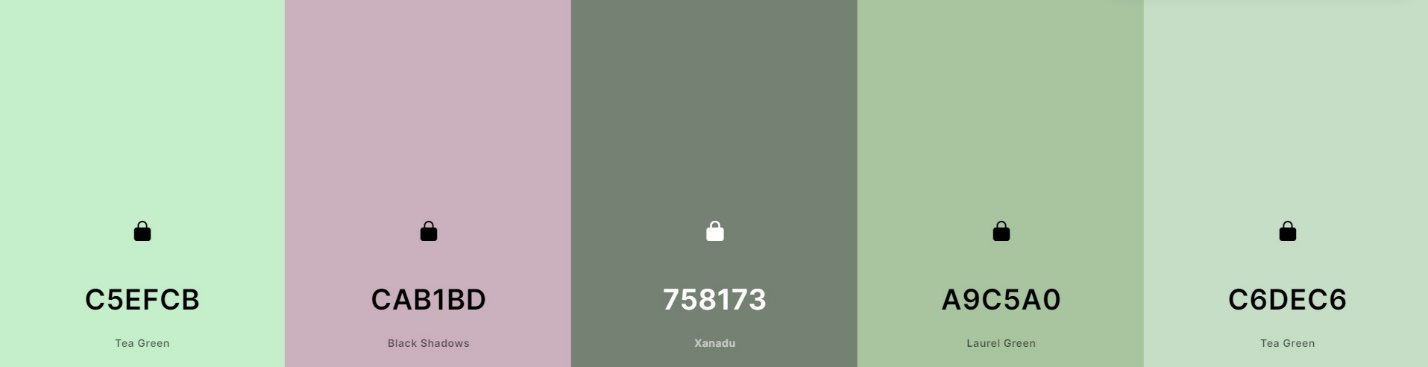 C5EFCB
Tea Green
CAB1BD
Black Shadows
758173
Xanadu
A9C5A0
Laurel Green
C6DEC6
Tea Green